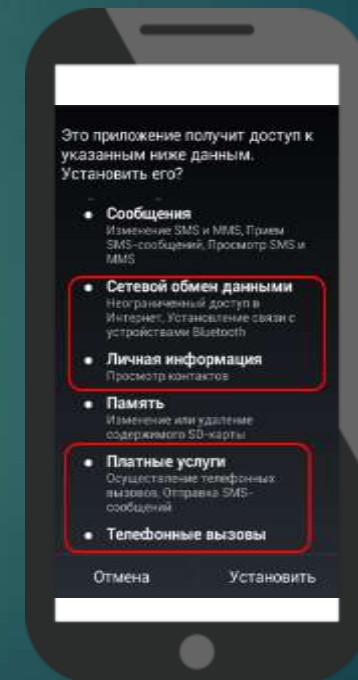 Это приложение получит доступ к
указанным ниже данным.
Установить его?
Сообщения
Изменение SMS и MMS, Прием
SMS-сообщений, Просмотр SMS и
MMS
Сетевой обмен данными
Неограниченный доступ в
Интернет, Установление связи с
устройствами Bluetooth
Личная информация
Просмотр контактов
Память
Изменение или удаление
содержимого SD-карты
Платные услуги
Осуществление телефонных
вызовов, Отправка SMS-
сообщений
Телефонные вызовы
Отмена
Установить